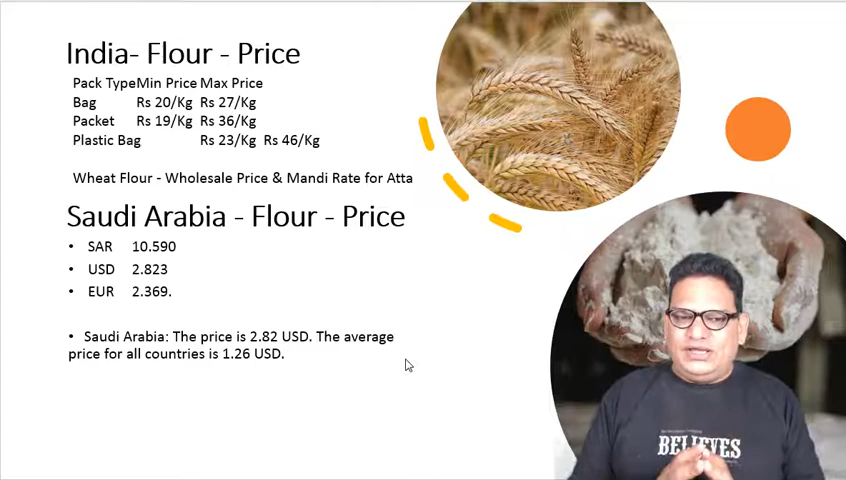 India- Flour - Price
Pack Type Min Price Max Price
Bag Rs 20/Kg Rs 27/Kg
Packet Rs 19/Kg Rs 36/Kg
Plastic Bag Rs 23/Kg Rs 46/Kg
Wheat Flour - Wholesale Price & Mandi Rate for Atta
Saudi Arabia - Flour - Price
• SAR 10.590
• USD 2.823
• EUR 2.369.
• Saudi Arabia: The price is 2.82 USD. The average
price for all countries is 1.26 USD.
BELIEVES